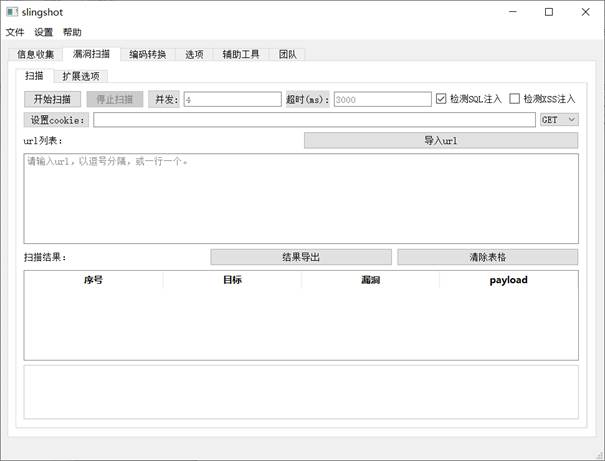 slingshot
文件 设置 帮助
信息收集 漏洞扫描 编码转换 选项 辅助工具 团队
扫描 扩展选项
开始扫描 停止扫描 并发: 4 超时(ms): 3000 检测SQL注入 检测XSS注入
设置cookie: GET
url列表: 导入url
请输入url，以逗号分隔，或一行一个。
扫描结果: 结果导出 清除表格
序号 目标 漏洞 payload